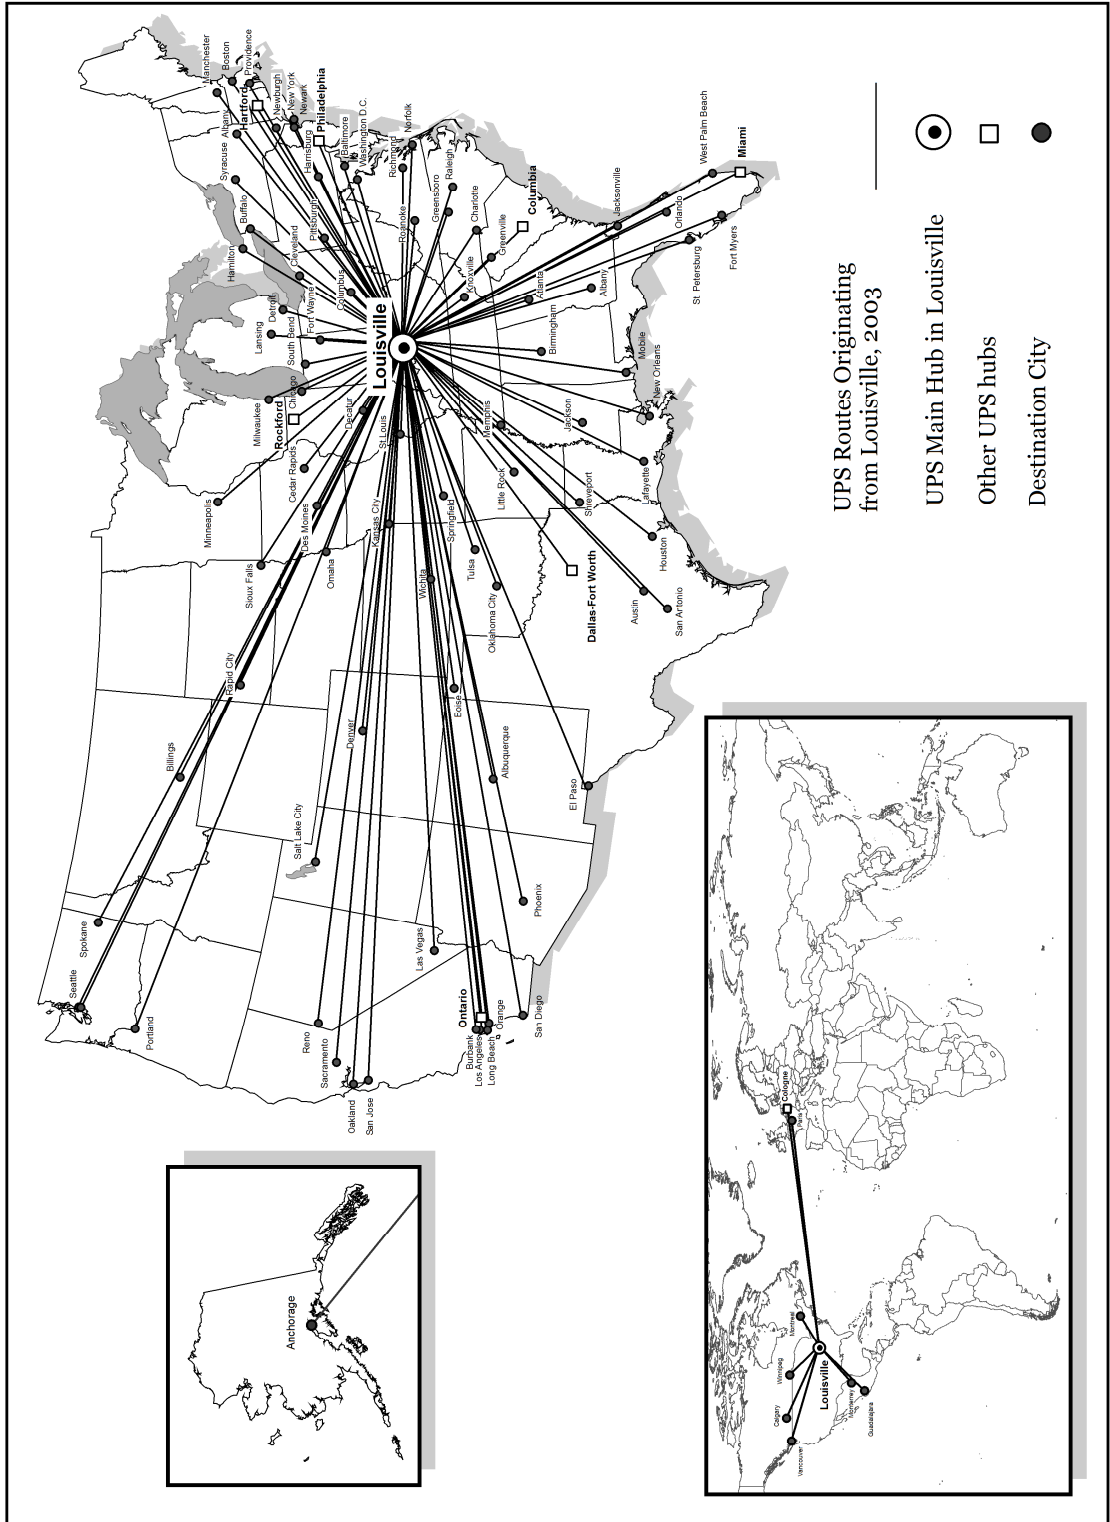 Manchester
Boston
Providence
Albany
Hartford
Newburgh
New York
Newark
Philadelphia
Syracuse
Harrisburg
Baltimore
Washington D.C.
Buffalo
Pittsburgh
Richmond
Norfolk
Hamilton
Cleveland
Roanoke
Greensboro
Raleigh
Charlotte
Columbia
Greenville
Detroit
Fort Wayne
Columbus
Knoxville
Lansing
South Bend
Louisville
Atlanta
Albany
Birmingham
Jacksonville
West Palm Beach
Miami
Orlando
St. Petersburg
Fort Myers
Mobile
New Orleans
Milwaukee
Rockford
Chicago
Decatur
St Louis
Memphis
Jackson
Cedar Rapids
Minneapolis
Des Moines
Kansas City
Springfield
Little Rock
Shreveport
Lafayette
Sioux Falls
Omaha
Wichita
Tulsa
Oklahoma City
Dallas-Fort Worth
Houston
Austin
San Antonio
Rapid City
Billings
Denver
Eoise
Albuquerque
El Paso
Salt Lake City
Spokane
Seattle
Portland
Las Vegas
Phoenix
Reno
Sacramento
Oakland
San Jose
Ontario
Burbank
Los Angeles
Long Beach
Orange
San Diego
UPS Routes Originating
from Louisville, 2003
UPS Main Hub in Louisville
Other UPS hubs
Destination City
Anchorage
Cologne
Paris
Montreal
Winnipeg
Louisville
Calgary
Vancouver
Monterrey
Guadalajara